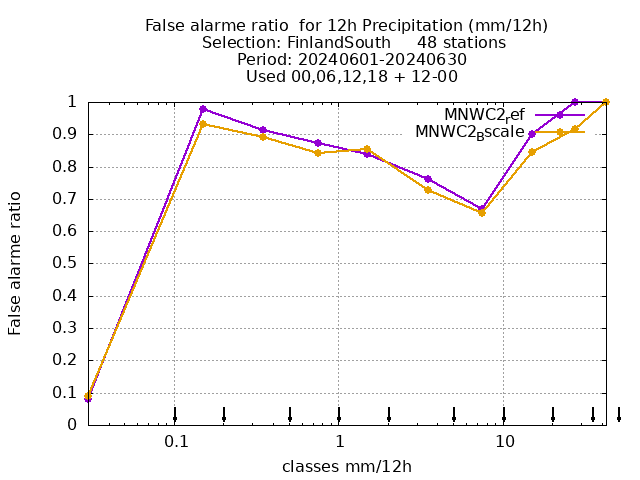 False alarme ratio  for 12h Precipitation (mm/12h)
Selection: FinlandSouth     48 stations
Period: 20240601-20240630
Used 00,06,12,18 + 12-00
MNWC2_ref
MNWC2_Bscale
1
0.9
0.8
0.7
0.6
0.5
0.4
0.3
0.2
0.1
0
False alarme ratio
0.1 1 10
classes mm/12h